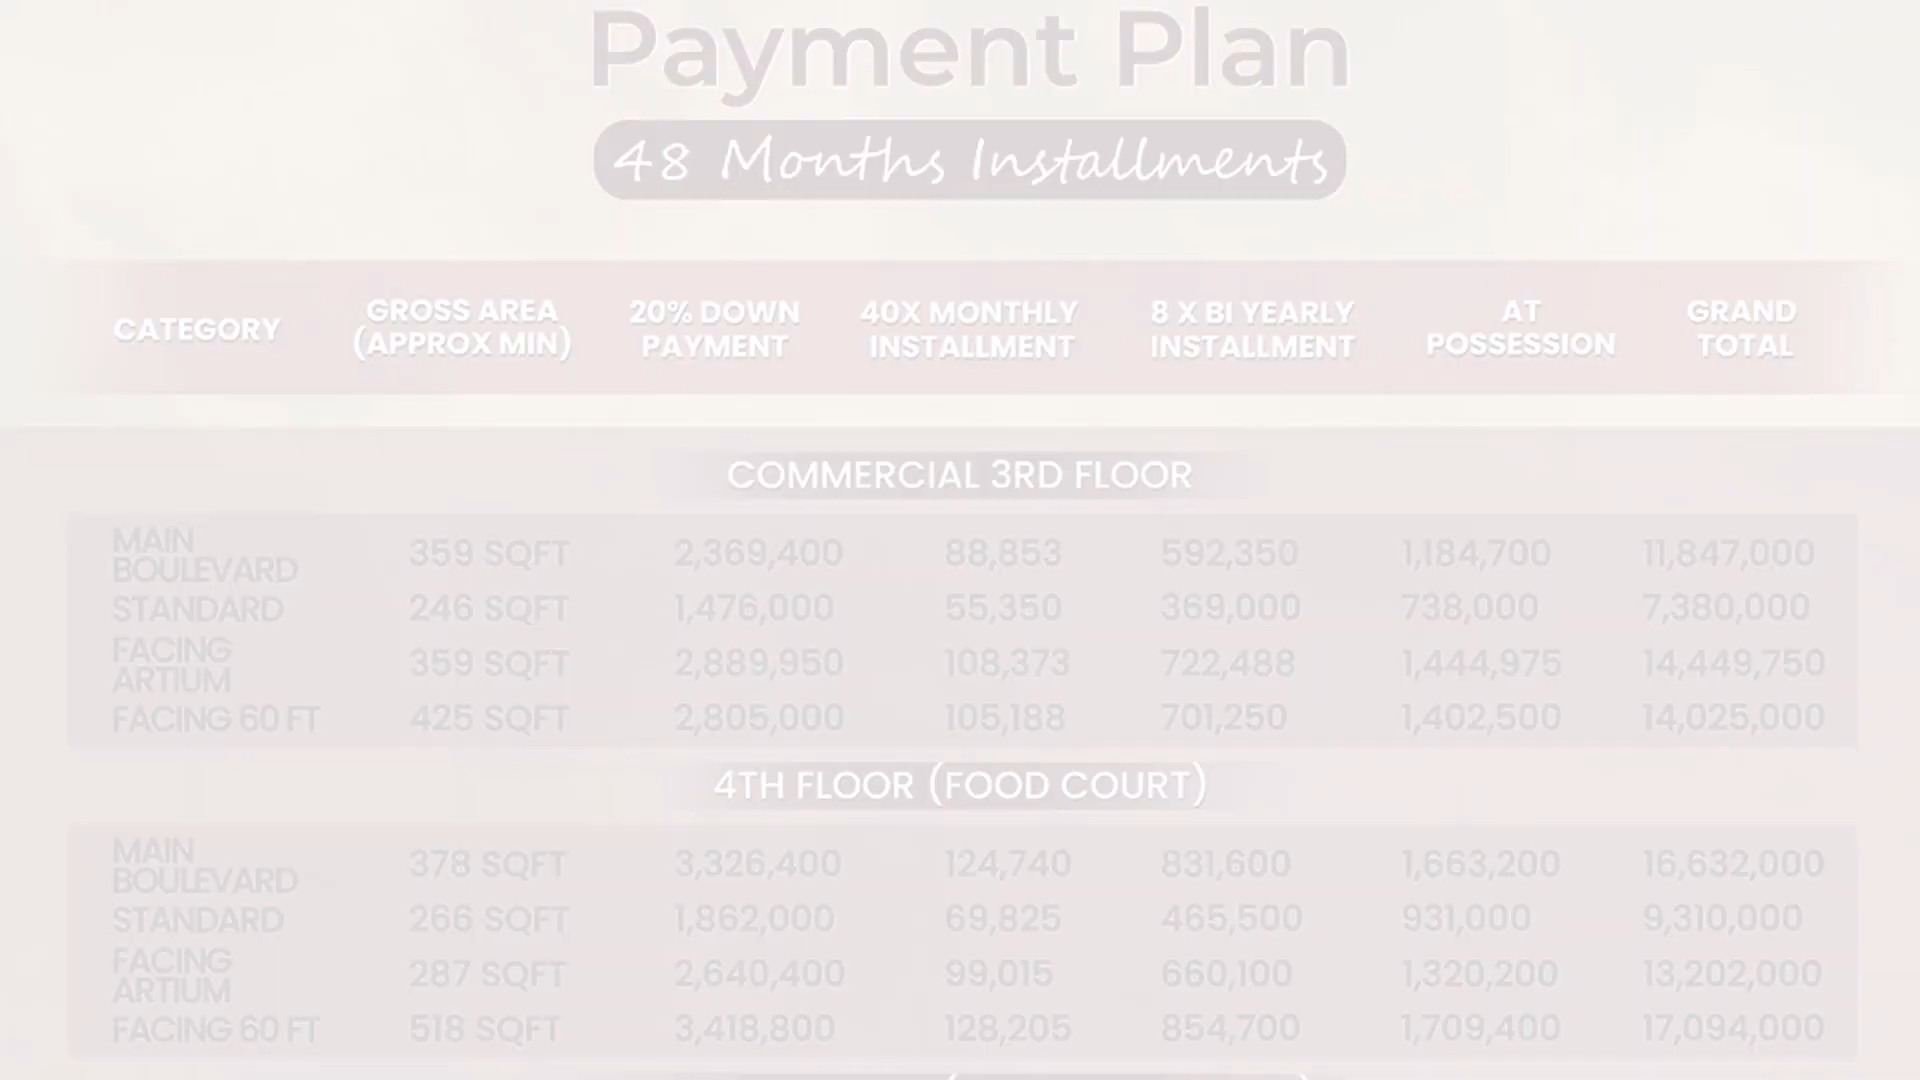 Payment Plan
48 Months Installments
CATEGORY GROSS AREA (APPROX MIN) 20% DOWN PAYMENT 40X MONTHLY INSTALLMENT 8 X BI YEARLY INSTALLMENT AT POSSESSION GRAND TOTAL
COMMERCIAL 3RD FLOOR
MAIN BOULEVARD 359 SQFT 2,369,400 88,853 592,350 1,184,700 11,847,000
STANDARD 246 SQFT 1,476,000 55,350 369,000 738,000 7,380,000
FACING ARTIUM 359 SQFT 2,889,950 108,373 722,488 1,444,975 14,449,750
FACING 60 FT 425 SQFT 2,805,000 105,188 701,250 1,402,500 14,025,000
4TH FLOOR (FOOD COURT)
MAIN BOULEVARD 378 SQFT 3,326,400 124,740 831,600 1,663,200 16,632,000
STANDARD 266 SQFT 1,862,000 69,825 465,500 931,000 9,310,000
FACING ARTIUM 287 SQFT 2,640,400 99,015 660,100 1,320,200 13,202,000
FACING 60 FT 518 SQFT 3,418,800 128,205 854,700 1,709,400 17,094,000